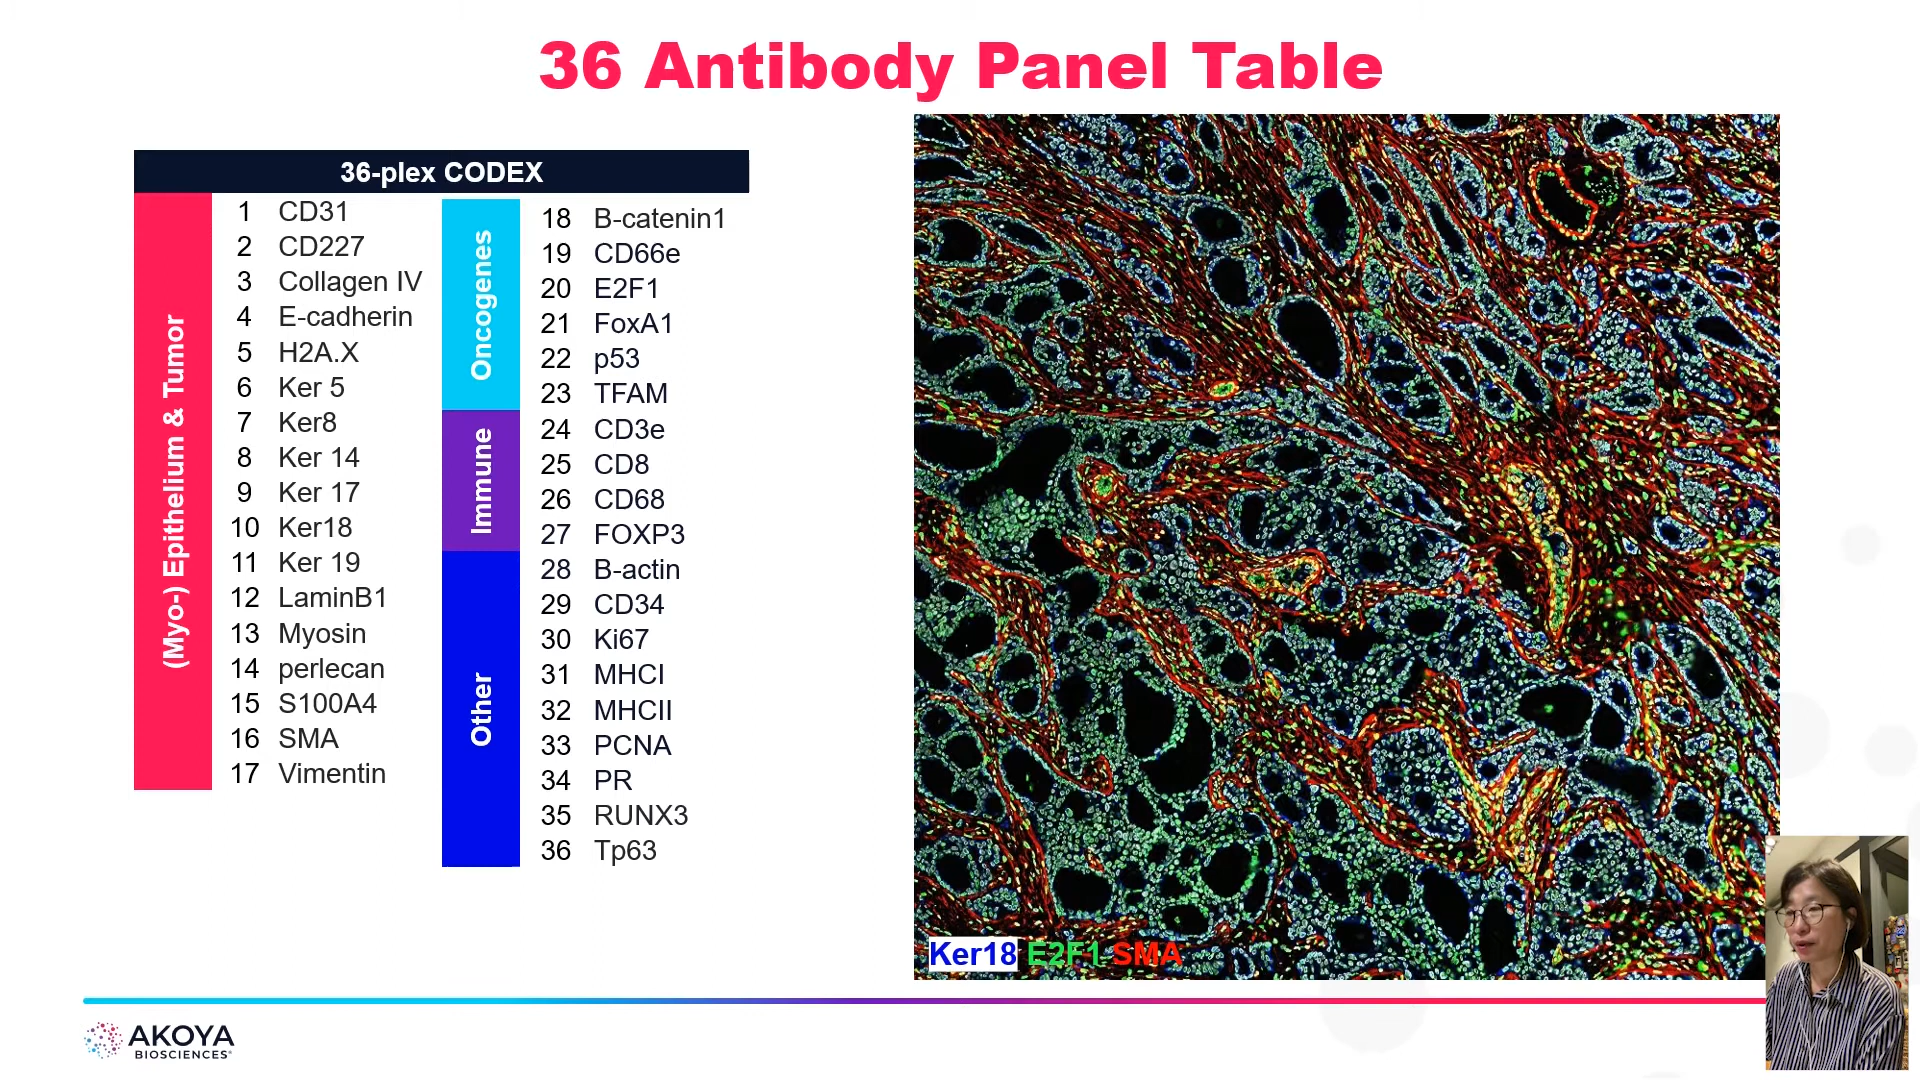 36 Antibody Panel Table
36-plex CODEX
(Myo-) Epithelium & Tumor
1 CD31
2 CD227
3 Collagen IV
4 E-cadherin
5 H2A.X
6 Ker 5
7 Ker8
8 Ker 14
9 Ker 17
10 Ker18
11 Ker 19
12 LaminB1
13 Myosin
14 perlecan
15 S100A4
16 SMA
17 Vimentin
Oncogenes
18 B-catenin1
19 CD66e
20 E2F1
21 FoxA1
22 p53
23 TFAM
Immune
24 CD3e
25 CD8
26 CD68
27 FOXP3
Other
28 B-actin
29 CD34
30 Ki67
31 MHCI
32 MHCII
33 PCNA
34 PR
35 RUNX3
36 Tp63
Ker18 E2F1 SMA
AKOYA
BIOSCIENCES